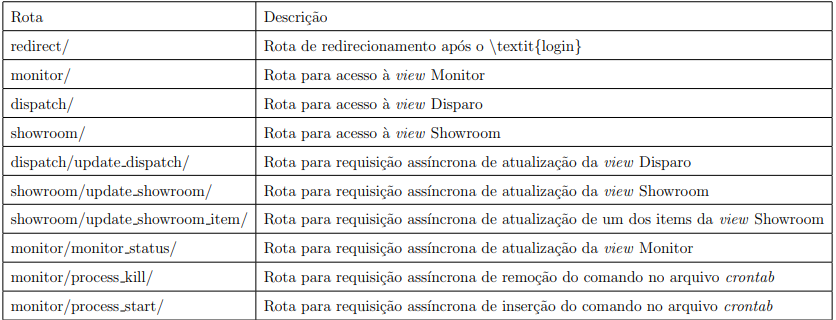 Rota Descrição
redirect/ Rota de redirecionamento após o \textit{login}
monitor/ Rota para acesso à view Monitor
dispatch/ Rota para acesso à view Disparo
showroom/ Rota para acesso à view Showroom
dispatch/update_dispatch/ Rota para requisição assíncrona de atualização da view Disparo
showroom/update_showroom/ Rota para requisição assíncrona de atualização da view Showroom
showroom/update_showroom_item/ Rota para requisição assíncrona de atualização de um dos items da view Showroom
monitor/monitor_status/ Rota para requisição assíncrona de atualização da view Monitor
monitor/process_kill/ Rota para requisição assíncrona de remoção do comando no arquivo crontab
monitor/process_start/ Rota para requisição assíncrona de inserção do comando no arquivo crontab